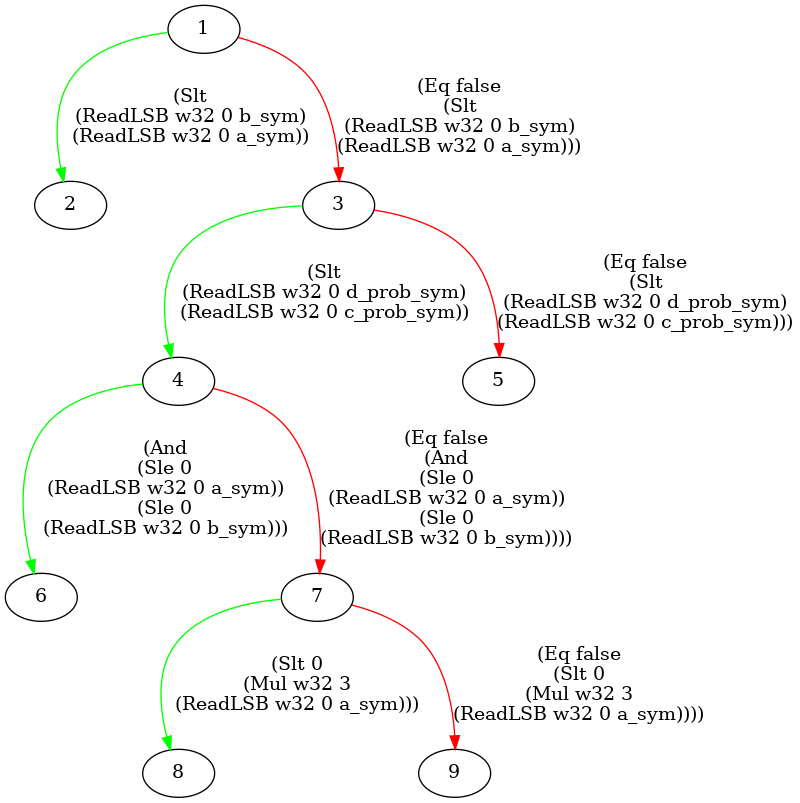 1
(Slt
(ReadLSB w32 0 b_sym)
(ReadLSB w32 0 a_sym))
(Eq false
(Slt
(ReadLSB w32 0 b_sym)
(ReadLSB w32 0 a_sym)))
2
3
(Slt
(ReadLSB w32 0 d_prob_sym)
(ReadLSB w32 0 c_prob_sym))
(Eq false
(Slt
(ReadLSB w32 0 d_prob_sym)
(ReadLSB w32 0 c_prob_sym)))
4
5
(And
(Sle 0
(ReadLSB w32 0 a_sym))
(Sle 0
(ReadLSB w32 0 b_sym)))
(Eq false
(And
(Sle 0
(ReadLSB w32 0 a_sym))
(Sle 0
(ReadLSB w32 0 b_sym))))
6
7
(Slt 0
(Mul w32 3
(ReadLSB w32 0 a_sym)))
(Eq false
(Slt 0
(Mul w32 3
(ReadLSB w32 0 a_sym))))
8
9